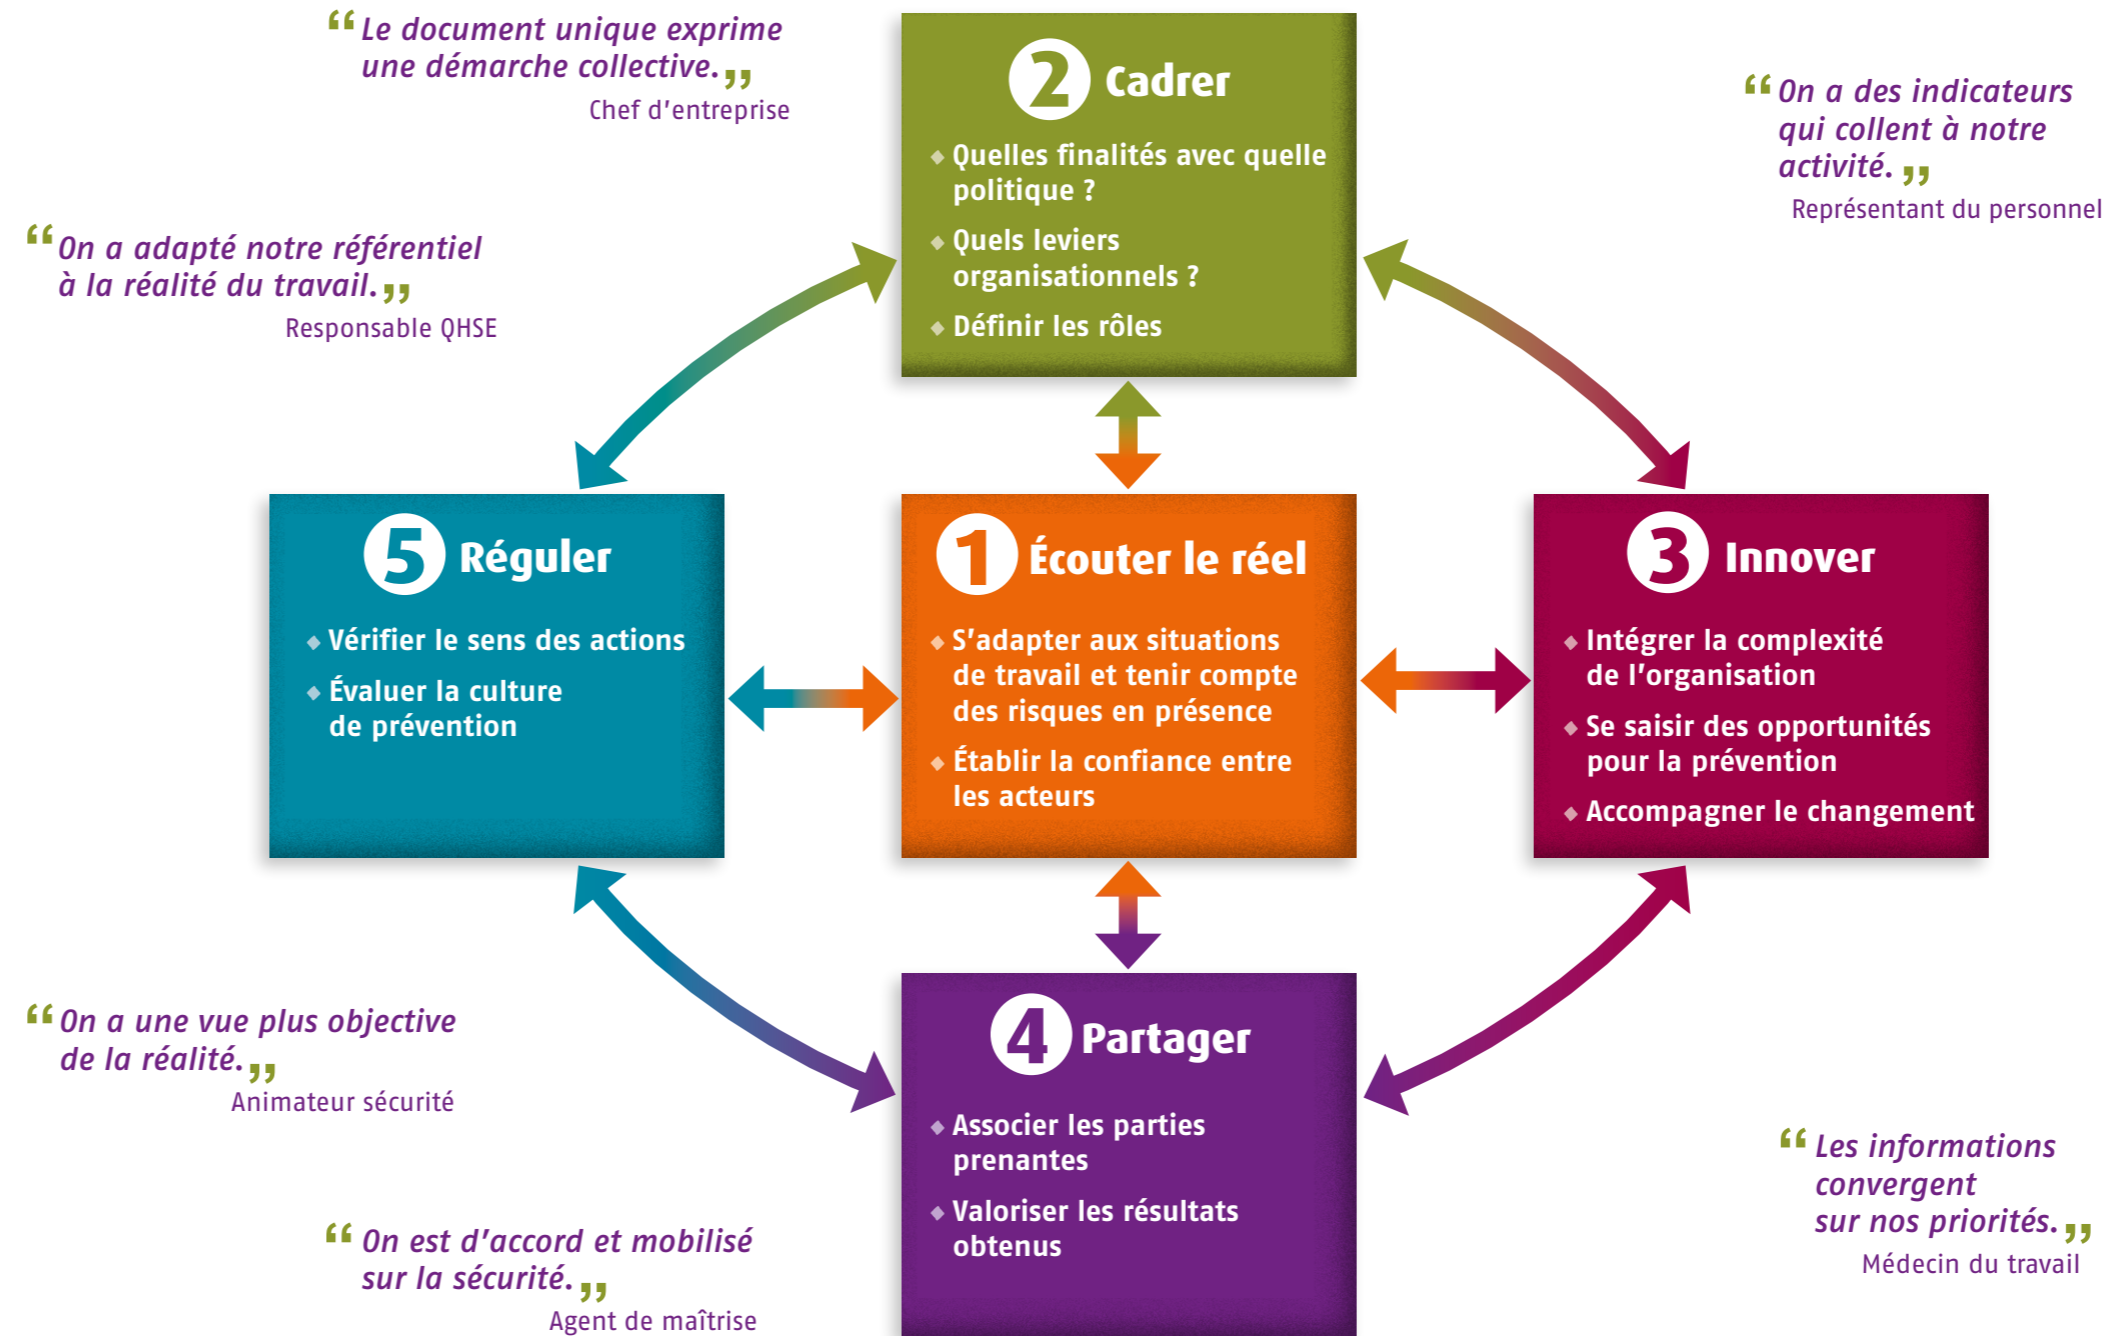 “ Le document unique exprime
une démarche collective. ”
Chef d'entreprise
2 Cadrer
◆ Quelles finalités avec quelle
politique ?
◆ Quels leviers
organisationnels ?
◆ Définir les rôles
“ On a des indicateurs
qui collent à notre
activité. ”
Représentant du personnel
“ On a adapté notre référentiel
à la réalité du travail. ”
Responsable QHSE
5 Réguler
◆ Vérifier le sens des actions
◆ Évaluer la culture
de prévention
1 Écouter le réel
◆ S'adapter aux situations
de travail et tenir compte
des risques en présence
◆ Établir la confiance entre
les acteurs
3 Innover
◆ Intégrer la complexité
de l'organisation
◆ Se saisir des opportunités
pour la prévention
◆ Accompagner le changement
“ On a une vue plus objective
de la réalité. ”
Animateur sécurité
4 Partager
◆ Associer les parties
prenantes
◆ Valoriser les résultats
obtenus
“ Les informations
convergent
sur nos priorités. ”
Médecin du travail
“ On est d'accord et mobilisé
sur la sécurité. ”
Agent de maîtrise